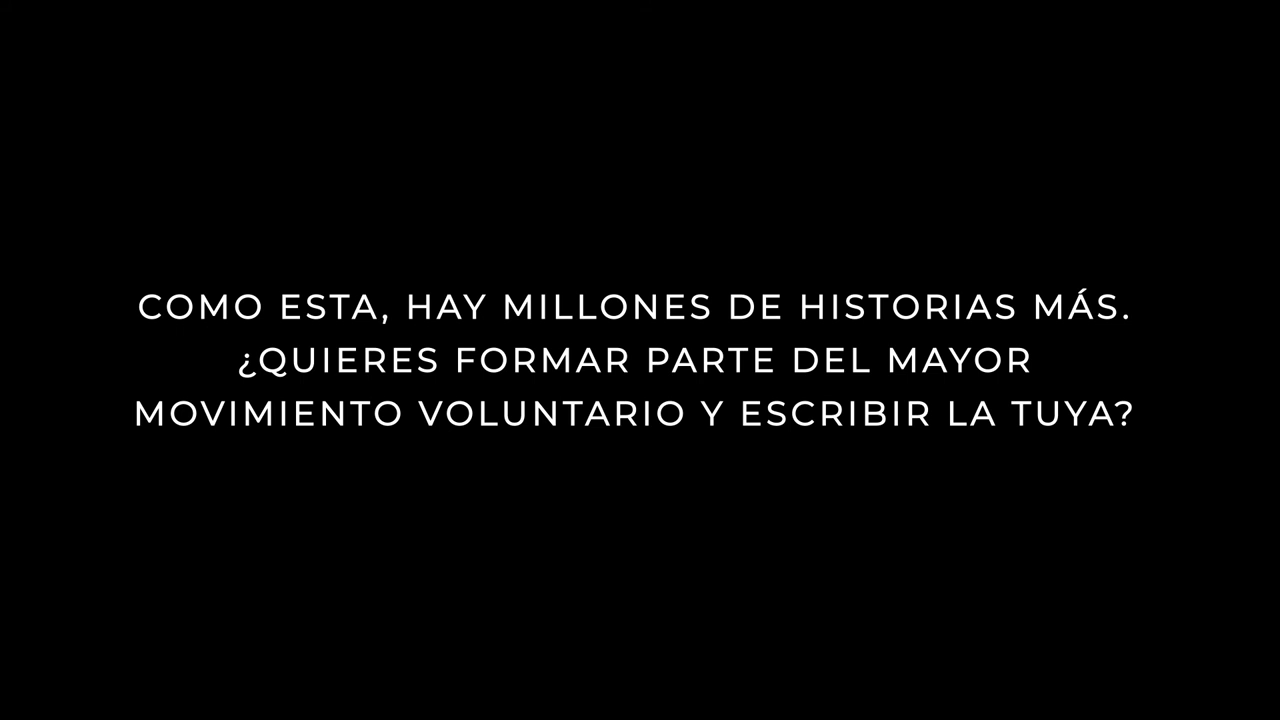 COMO ESTA, HAY MILLONES DE HISTORIAS MÁS.
¿QUIERES FORMAR PARTE DEL MAYOR
MOVIMIENTO VOLUNTARIO Y ESCRIBIR LA TUYA?